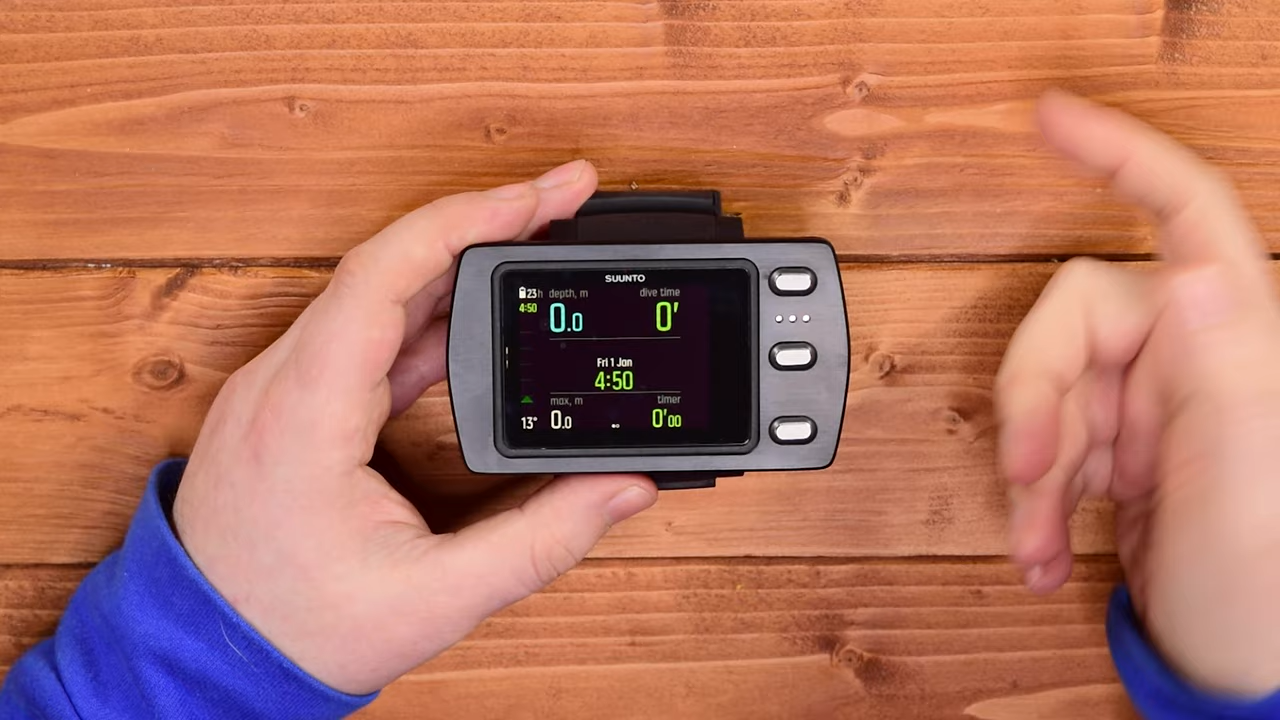 SUUNTO
23h depth, m dive time
4:50 0.0 0'
Fri 1 Jan
4:50
max, m timer
13° 0.0 0'00